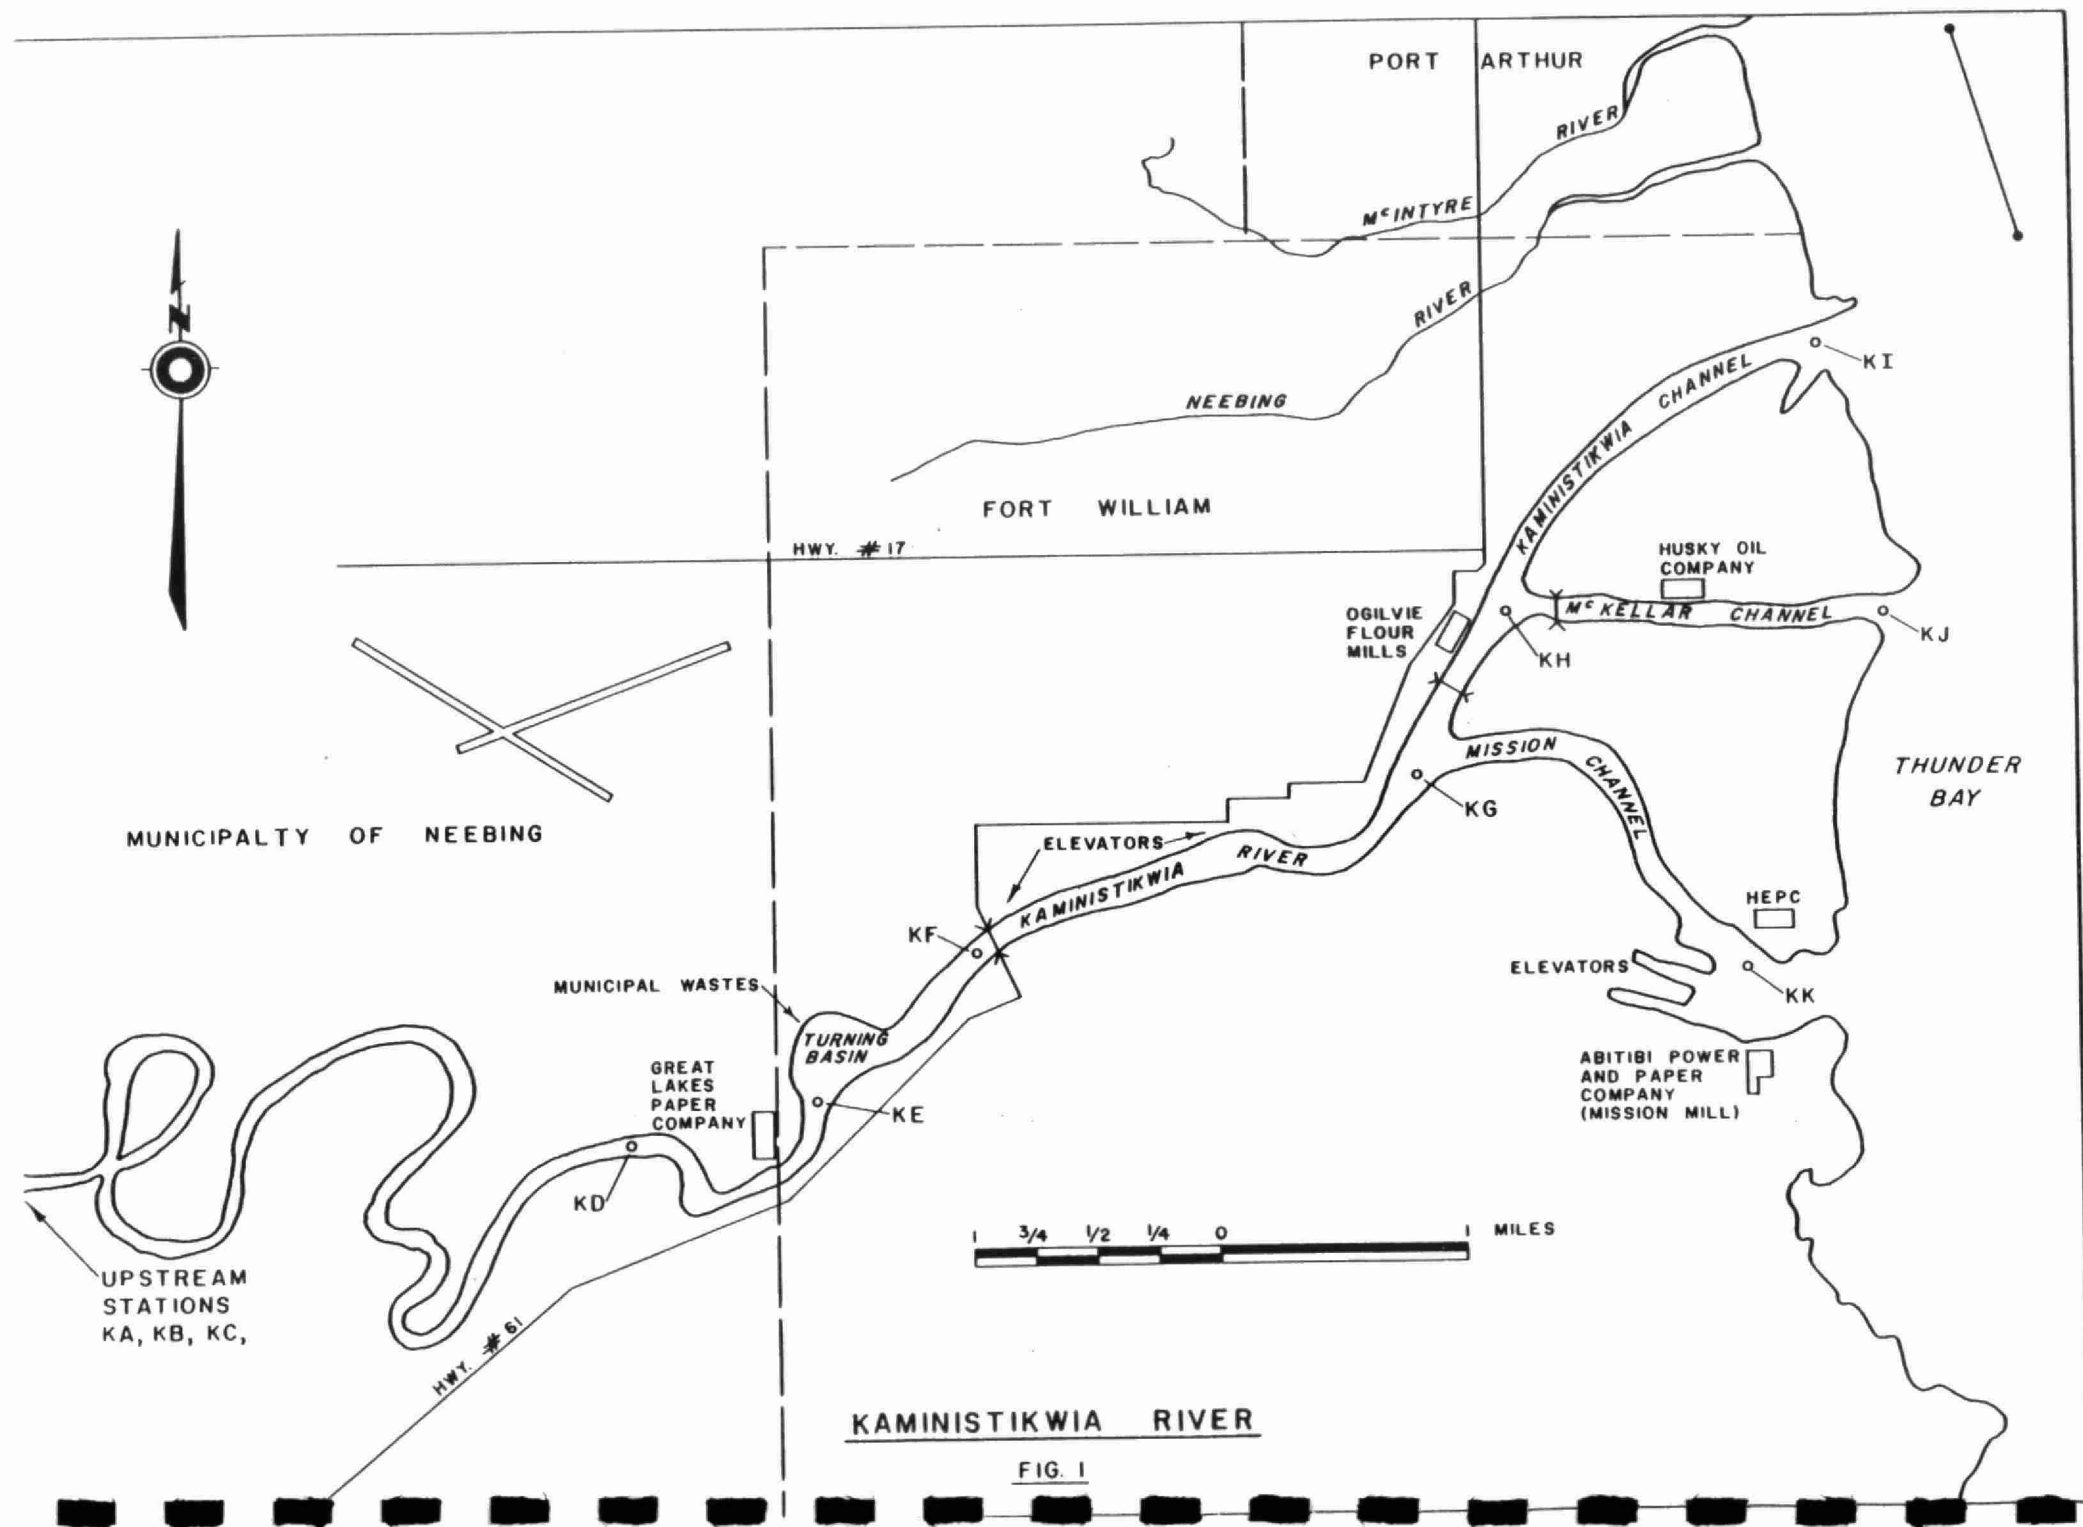 PORT ARTHUR
RIVER
McINTYRE
N
RIVER
NEEBING
KI
KAMINISTIKWIA CHANNEL
FORT WILLIAM
HWY. # 17
HUSKY OIL
COMPANY
OGILVIE
FLOUR
MILLS
McKELLAR CHANNEL
KJ
KH
MISSION CHANNEL
THUNDER
BAY
KG
MUNICIPALTY OF NEEBING
ELEVATORS
KAMINISTIKWIA RIVER
HEPC
KF
ELEVATORS
KK
MUNICIPAL WASTES
TURNING
BASIN
GREAT
LAKES
PAPER
COMPANY
KE
ABITIBI POWER
AND PAPER
COMPANY
(MISSION MILL)
KD
1 3/4 1/2 1/4 0 1 MILES
UPSTREAM
STATIONS
KA, KB, KC,
HWY. # 61
KAMINISTIKWIA RIVER
FIG. 1